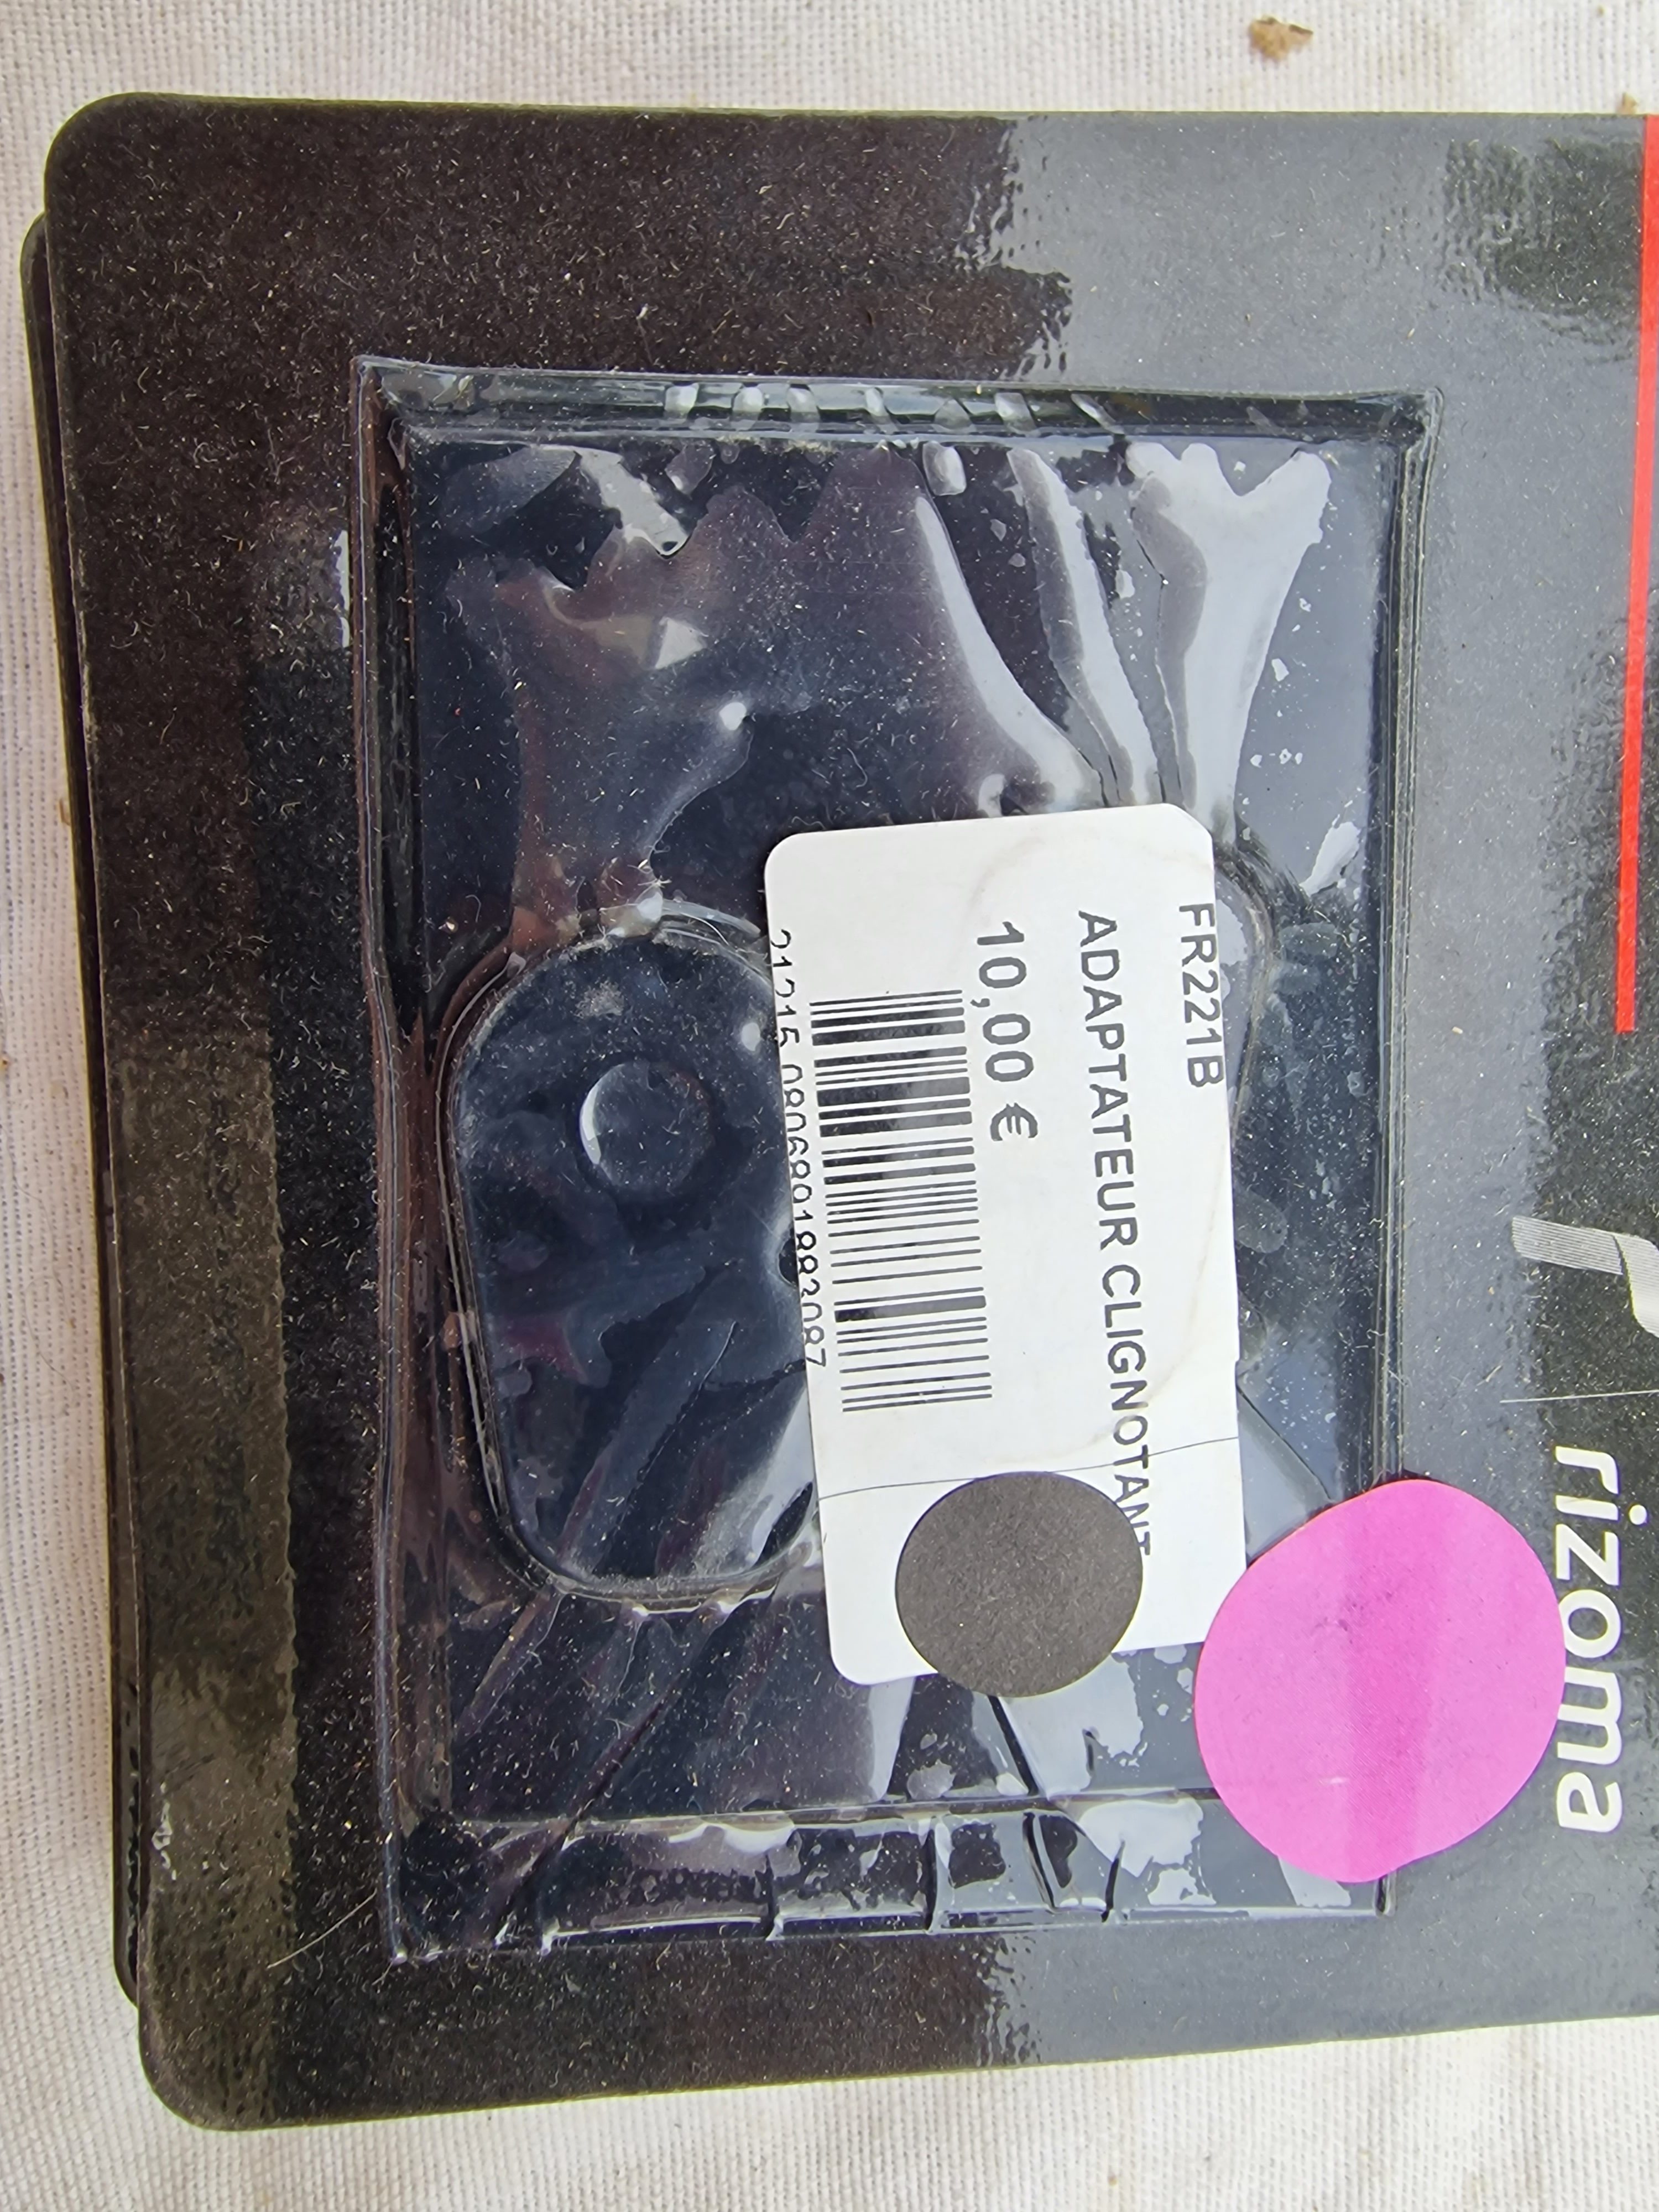 FR221B
ADAPTATEUR CLIGNOTANT
10,00 €
rizoma